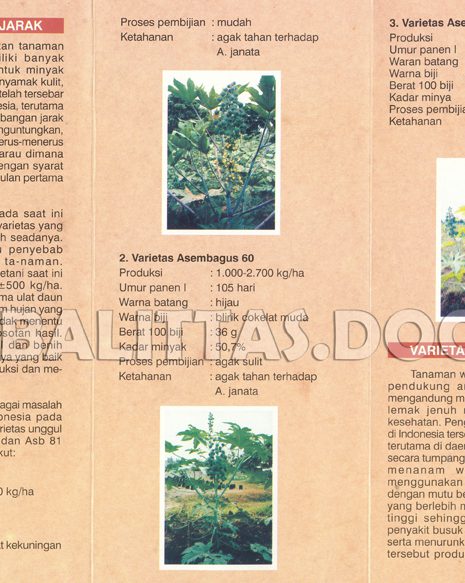 JARAK
tan tanaman
iliki banyak
ntuk minyak
nyamak kulit,
telah tersebar
esia, terutama
bangan jarak
nguntungkan,
erus-menerus
arau dimana
engan syarat
ulan pertama
ada saat ini
varietas yang
h seadanya.
u penyebab
ta-naman.
etani saat ini
±500 kg/ha.
ma ulat daun
m hujan yang
dak menentu
otan hasil.
dan benih
ya yang baik
uksi dan me-
agai masalah
onesia pada
rietas unggul
dan Asb 81
kut:
0 kg/ha
at kekuningan
Proses pembijian : mudah
Ketahanan : agak tahan terhadap
A. janata
2. Varietas Asembagus 60
Produksi : 1.000-2.700 kg/ha
Umur panen I : 105 hari
Warna batang : hijau
Warna biji : blirik cokelat muda
Berat 100 biji : 36 g
Kadar minyak : 50,7%
Proses pembijian : agak sulit
Ketahanan : agak tahan terhadap
A. janata
3. Varietas Ase
Produksi
Umur panen I
Waran batang
Warna biji
Berat 100 biji
Kadar minya
Proses pembijia
Ketahanan
VARIETA
Tanaman w
pendukung a
mengandung m
lemak jenuh r
kesehatan. Peng
di Indonesia terse
terutama di daer
secara tumpang
menanam w
menggunakan
dengan mutu be
yang berlebih m
tinggi sehingg
penyakit busuk
serta menurunk
tersebut produ
EALITTAS.DOC